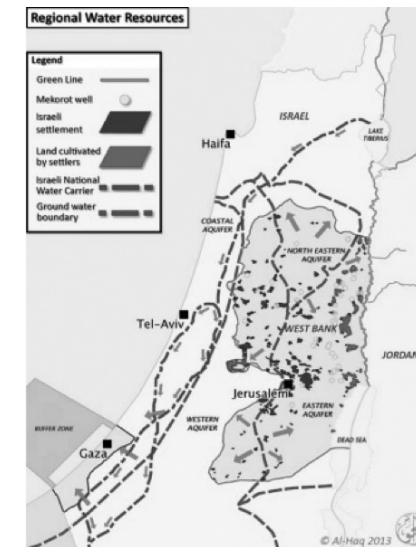 Regional Water Resources
Legend
Green Line
Mekorot well
Israeli
settlement
Land cultivated
by settlers
Israeli National
Water Carrier
Ground water
boundary
ISRAEL
Haifa
LAKE
TIBERIUS
COASTAL
AQUIFER
NORTH EASTERN
AQUIFER
Tel-Aviv
WEST BANK
JORDAN
Jerusalem
WESTERN
AQUIFER
EASTERN
AQUIFER
BUFFER ZONE
Gaza
DEAD SEA
© Al-Haq 2013